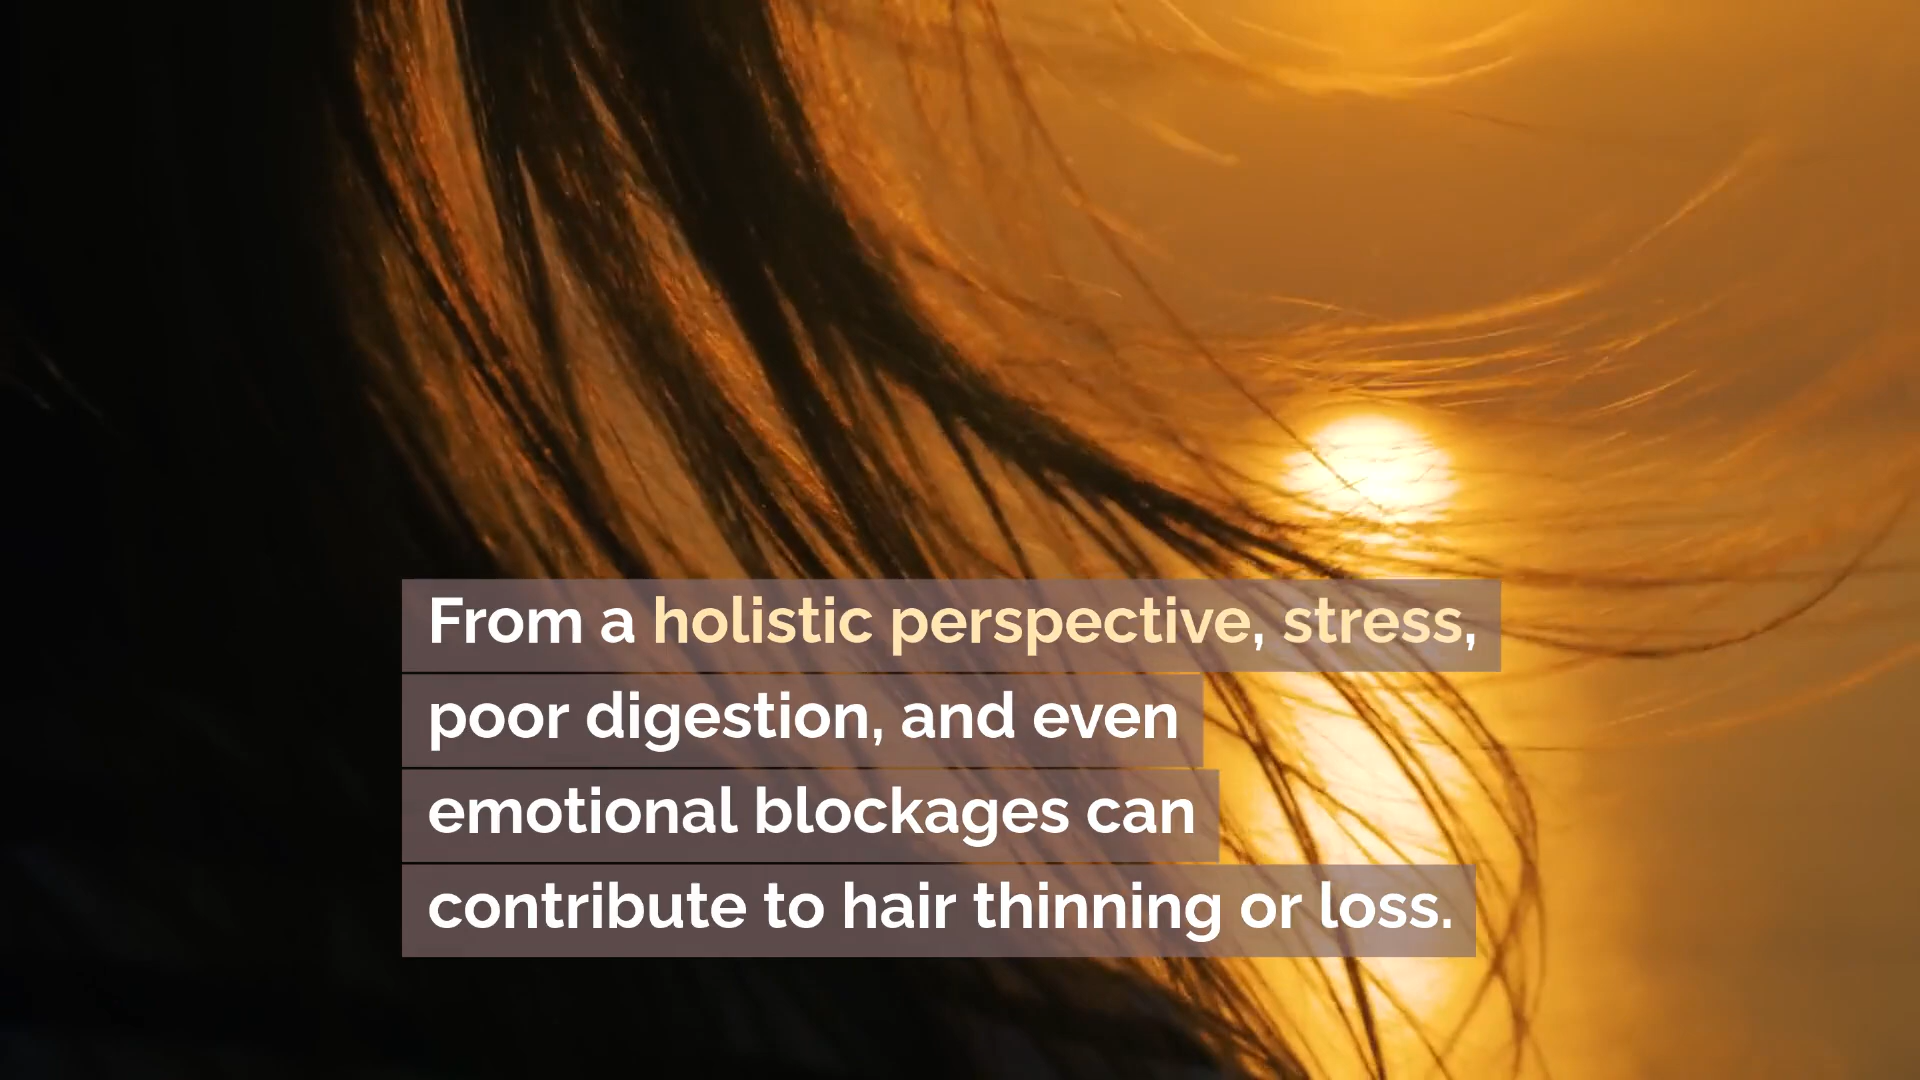 From a holistic perspective, stress,
poor digestion, and even
emotional blockages can
contribute to hair thinning or loss.